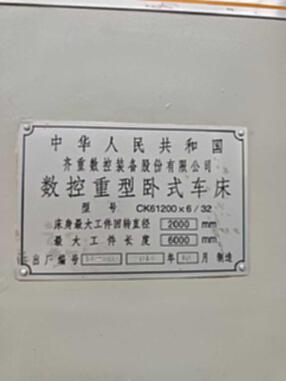 中华人民共和国
齐重数控装备股份有限公司
数控重型卧式车床
型号 CK61200×6/32
床身最大工件回转直径 2000 mm
最大工件长度 6000 mm
出厂编号 年 月 制造